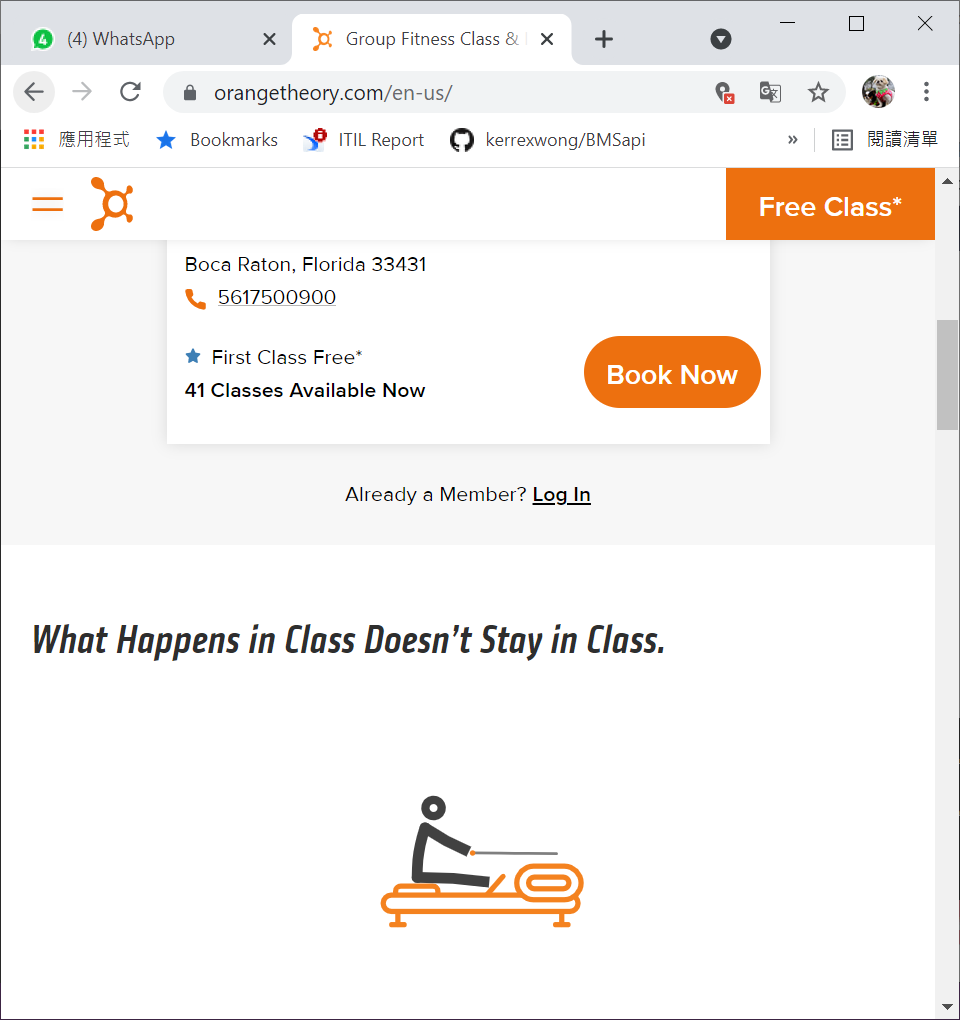 4
(4) WhatsApp
Group Fitness Class &
orangetheory.com/en-us/
應用程式
Bookmarks
ITIL Report
kerrexwong/BMSapi
»
閱讀清單
Free Class*
Boca Raton, Florida 33431
5617500900
First Class Free*
41 Classes Available Now
Book Now
Already a Member? Log In
What Happens in Class Doesn’t Stay in Class.